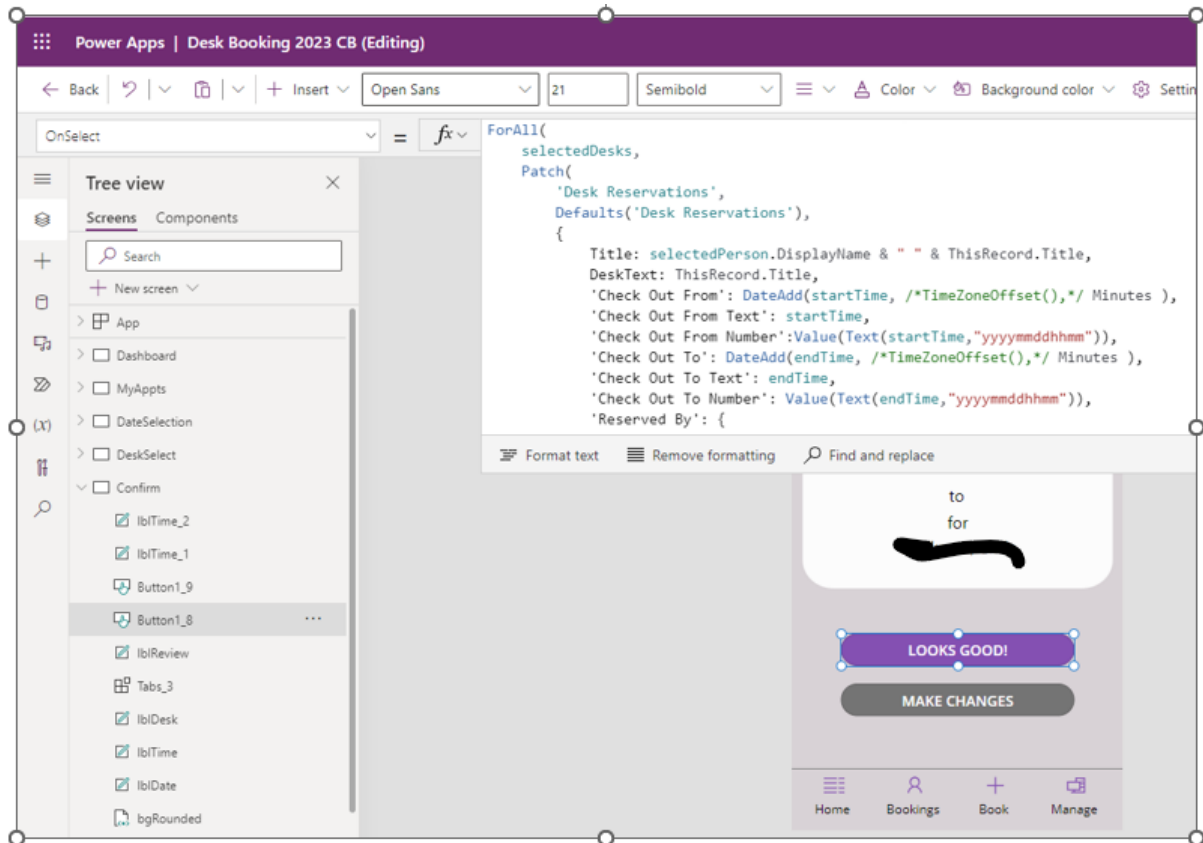 Power Apps | Desk Booking 2023 CB (Editing)
Back Insert Open Sans 21 Semibold Color Background color Settin
OnSelect = fx
ForAll(
selectedDesks,
Patch(
'Desk Reservations',
Defaults('Desk Reservations'),
{
Title: selectedPerson.DisplayName & " " & ThisRecord.Title,
DeskText: ThisRecord.Title,
'Check Out From': DateAdd(startTime, /*TimeZoneOffset(),*/ Minutes ),
'Check Out From Text': startTime,
'Check Out From Number':Value(Text(startTime,"yyyymmddhhmm")),
'Check Out To': DateAdd(endTime, /*TimeZoneOffset(),*/ Minutes ),
'Check Out To Text': endTime,
'Check Out To Number': Value(Text(endTime,"yyyymmddhhmm")),
'Reserved By': {
Format text Remove formatting Find and replace
Tree view
Screens Components
Search
New screen
App
Dashboard
MyAppts
DateSelection
DeskSelect
Confirm
lblTime_2
lblTime_1
Button1_9
Button1_8 ...
lblReview
Tabs_3
lblDesk
lblTime
lblDate
bgRounded
(x)
to
for
LOOKS GOOD!
MAKE CHANGES
Home Bookings Book Manage